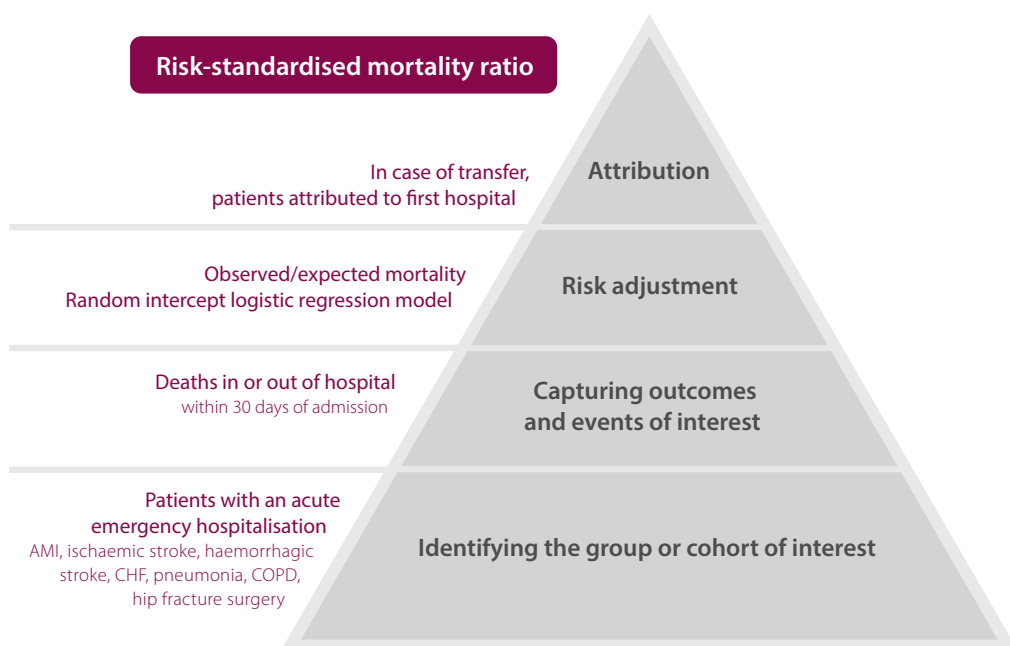 Risk-standardised mortality ratio
In case of transfer,
patients attributed to first hospital
Attribution
Observed/expected mortality
Random intercept logistic regression model
Risk adjustment
Deaths in or out of hospital
within 30 days of admission
Capturing outcomes
and events of interest
Patients with an acute
emergency hospitalisation
AMI, ischaemic stroke, haemorrhagic
stroke, CHF, pneumonia, COPD,
hip fracture surgery
Identifying the group or cohort of interest